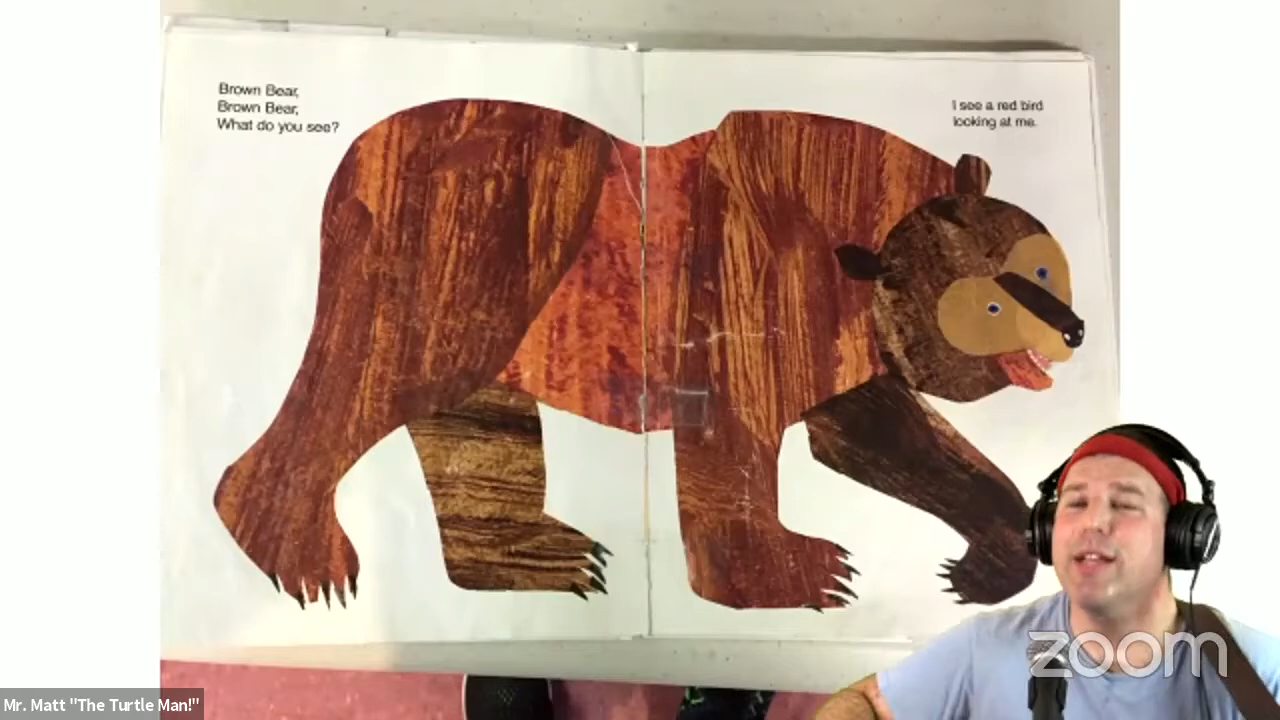 Brown Bear,
Brown Bear,
What do you see?
I see a red bird
looking at me.
zoom
Mr. Matt "The Turtle Man!"